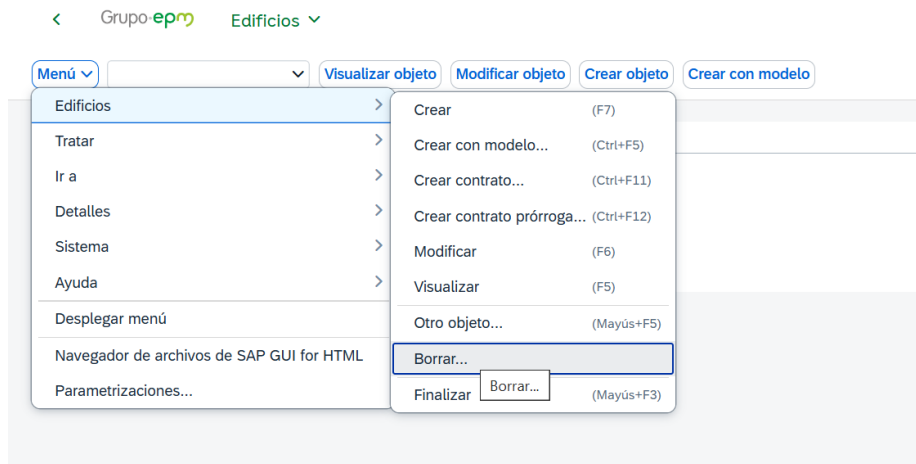 Grupo·epm Edificios
Menú Visualizar objeto Modificar objeto Crear objeto Crear con modelo
Edificios
Tratar
Ir a
Detalles
Sistema
Ayuda
Desplegar menú
Navegador de archivos de SAP GUI for HTML
Parametrizaciones...
Crear (F7)
Crear con modelo... (Ctrl+F5)
Crear contrato... (Ctrl+F11)
Crear contrato prórroga... (Ctrl+F12)
Modificar (F6)
Visualizar (F5)
Otro objeto... (Mayús+F5)
Borrar...
Borrar...
Finalizar (Mayús+F3)